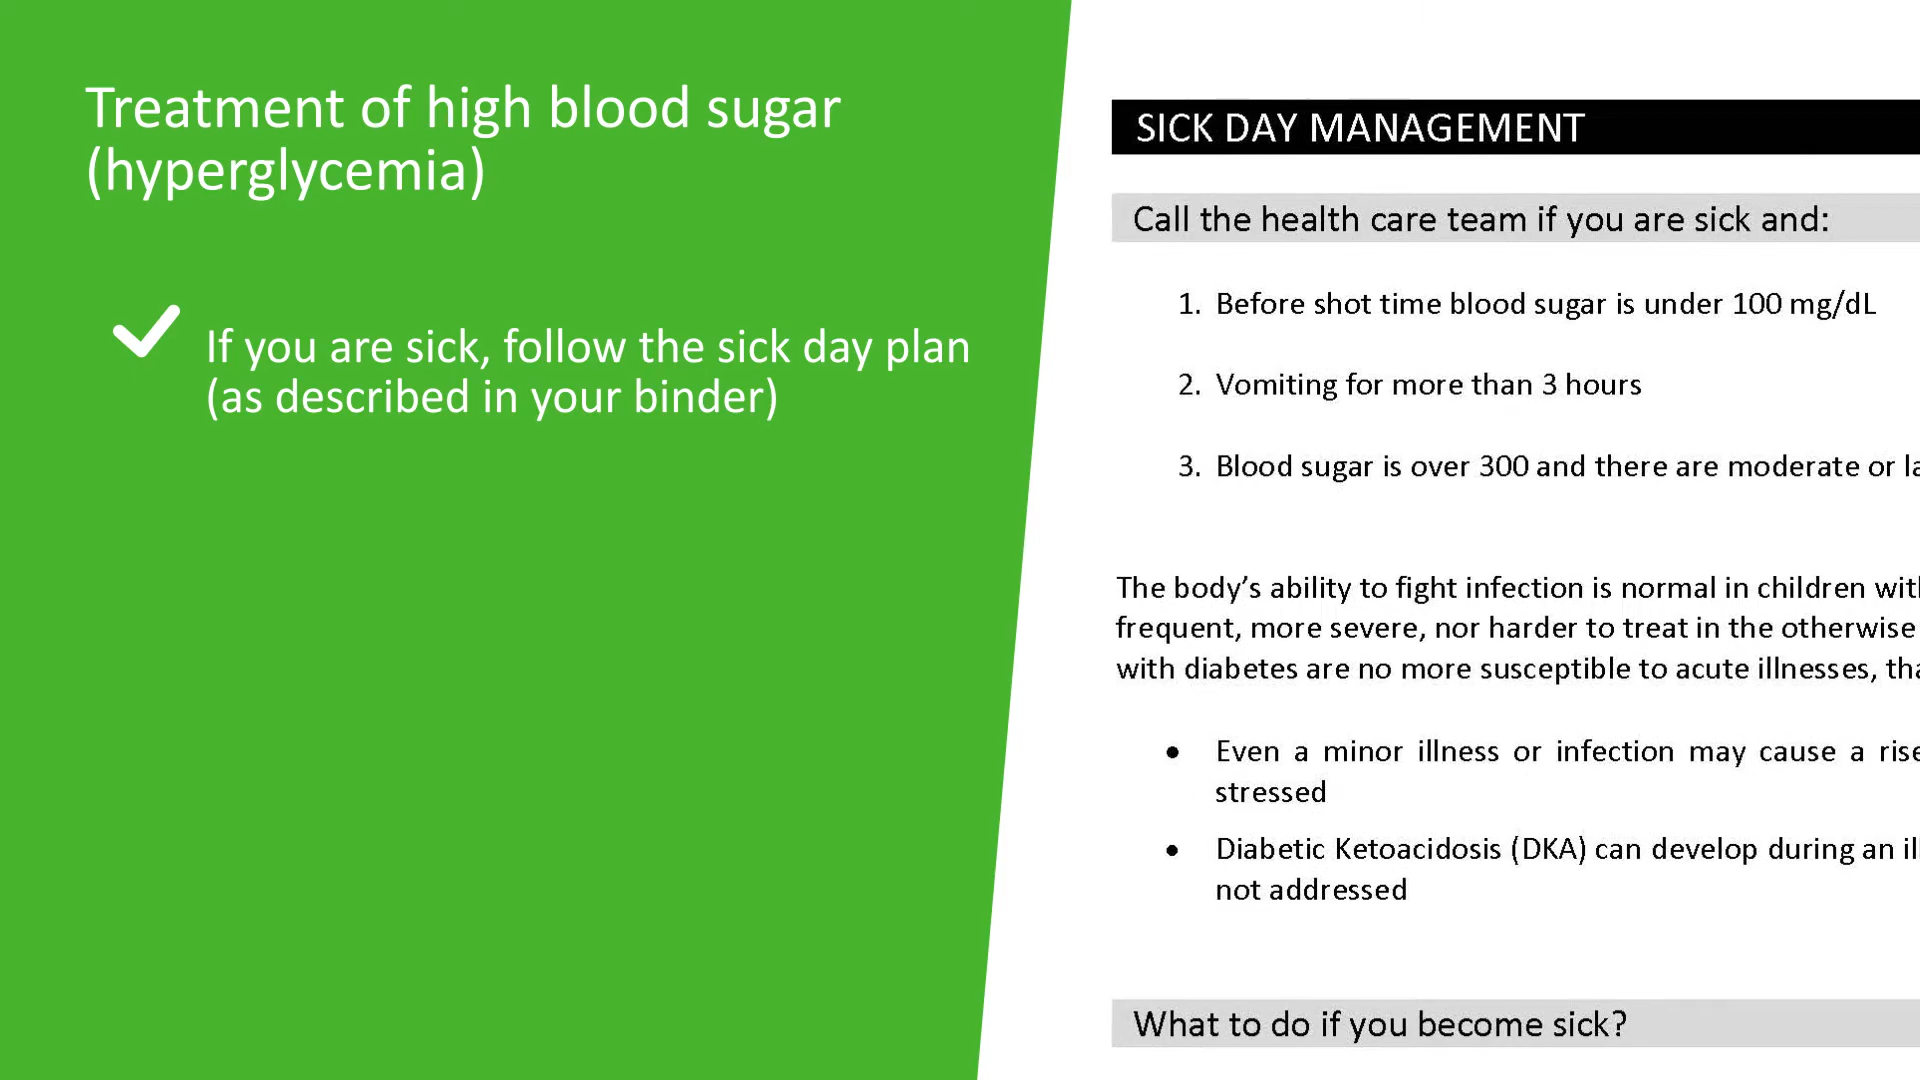 Treatment of high blood sugar
(hyperglycemia)
If you are sick, follow the sick day plan
(as described in your binder)
SICK DAY MANAGEMENT
Call the health care team if you are sick and:
1. Before shot time blood sugar is under 100 mg/dL
2. Vomiting for more than 3 hours
3. Blood sugar is over 300 and there are moderate or
The body’s ability to fight infection is normal in children
frequent, more severe, nor harder to treat in the otherwise
with diabetes are no more susceptible to acute illnesses,
• Even a minor illness or infection may cause a
stressed
• Diabetic Ketoacidosis (DKA) can develop during an
not addressed
What to do if you become sick?